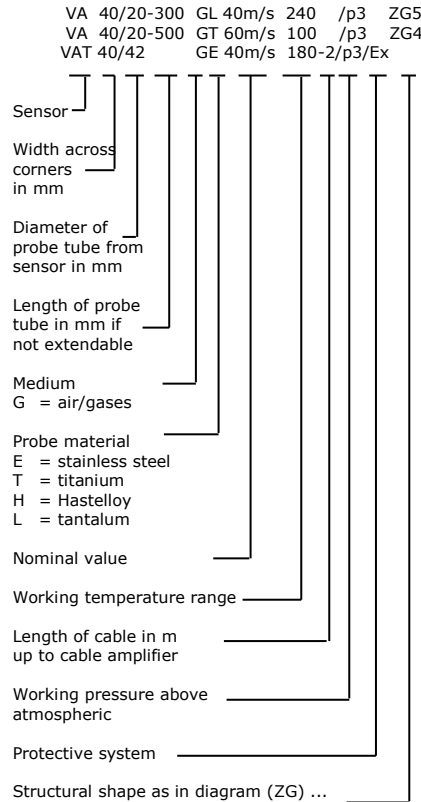 VA 40/20-300 GL 40m/s 240 /p3 ZG5
VA 40/20-500 GT 60m/s 100 /p3 ZG4
VAT 40/42 GE 40m/s 180-2/p3/Ex
Sensor
Width across
corners
in mm
Diameter of
probe tube from
sensor in mm
Length of probe
tube in mm if
not extendable
Medium
G = air/gases
Probe material
E = stainless steel
T = titanium
H = Hastelloy
L = tantalum
Nominal value
Working temperature range
Length of cable in m
up to cable amplifier
Working pressure above
atmospheric
Protective system
Structural shape as in diagram (ZG) ...